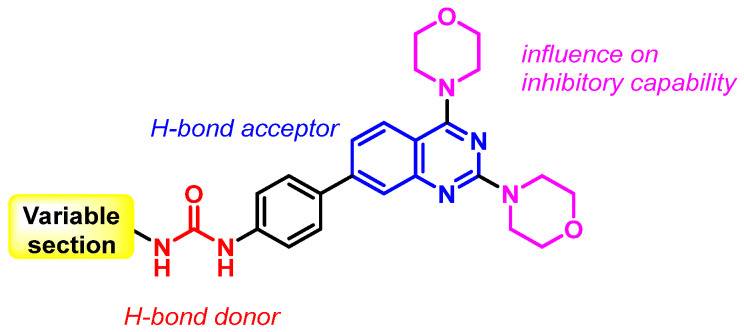 O
N
influence on
inhibitory capability
H-bond acceptor
N
N
N
O
O
Variable
section
N
H
N
H
H-bond donor